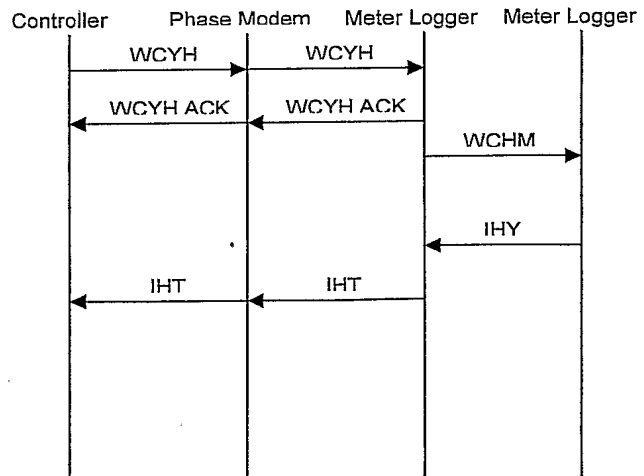 Controller Phase Modem Meter Logger Meter Logger
WCYH WCYH
WCYH ACK WCYH ACK
WCHM
IHY
IHT IHT